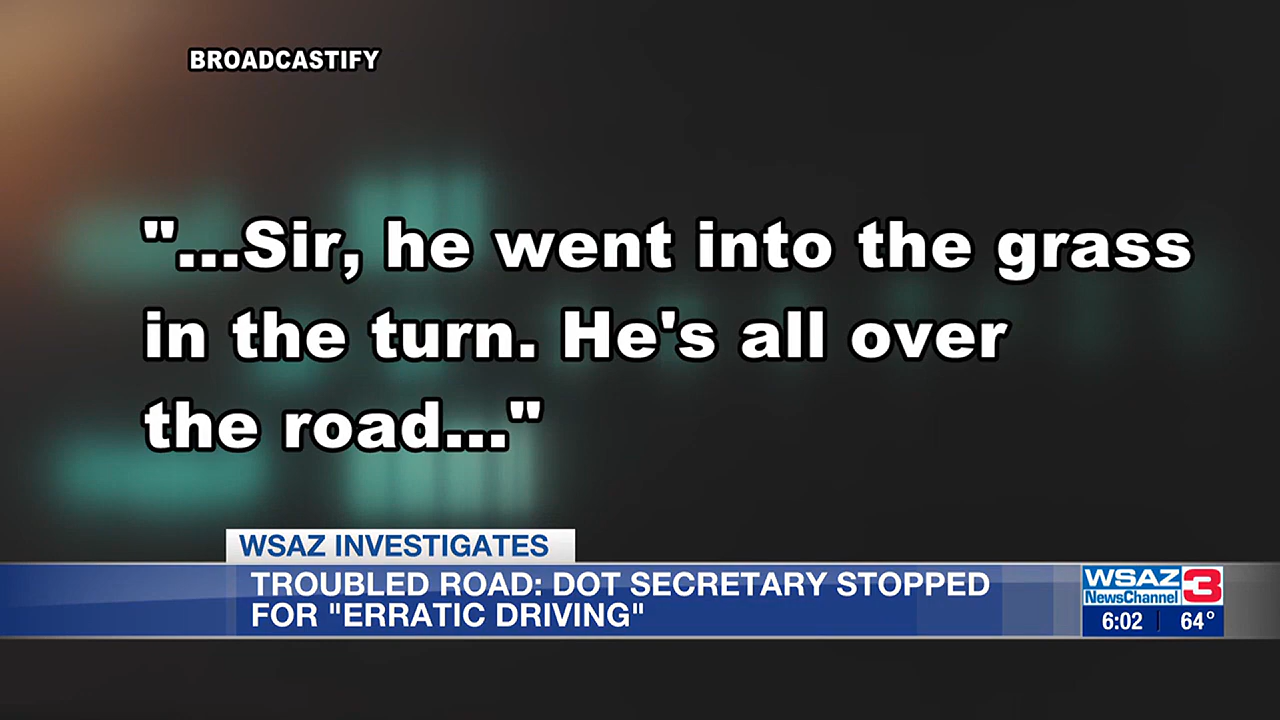 BROADCASTIFY
"...Sir, he went into the grass
in the turn. He's all over
the road..."
WSAZ INVESTIGATES
TROUBLED ROAD: DOT SECRETARY STOPPED
FOR "ERRATIC DRIVING"
WSAZ 3
NewsChannel
6:02 | 64°